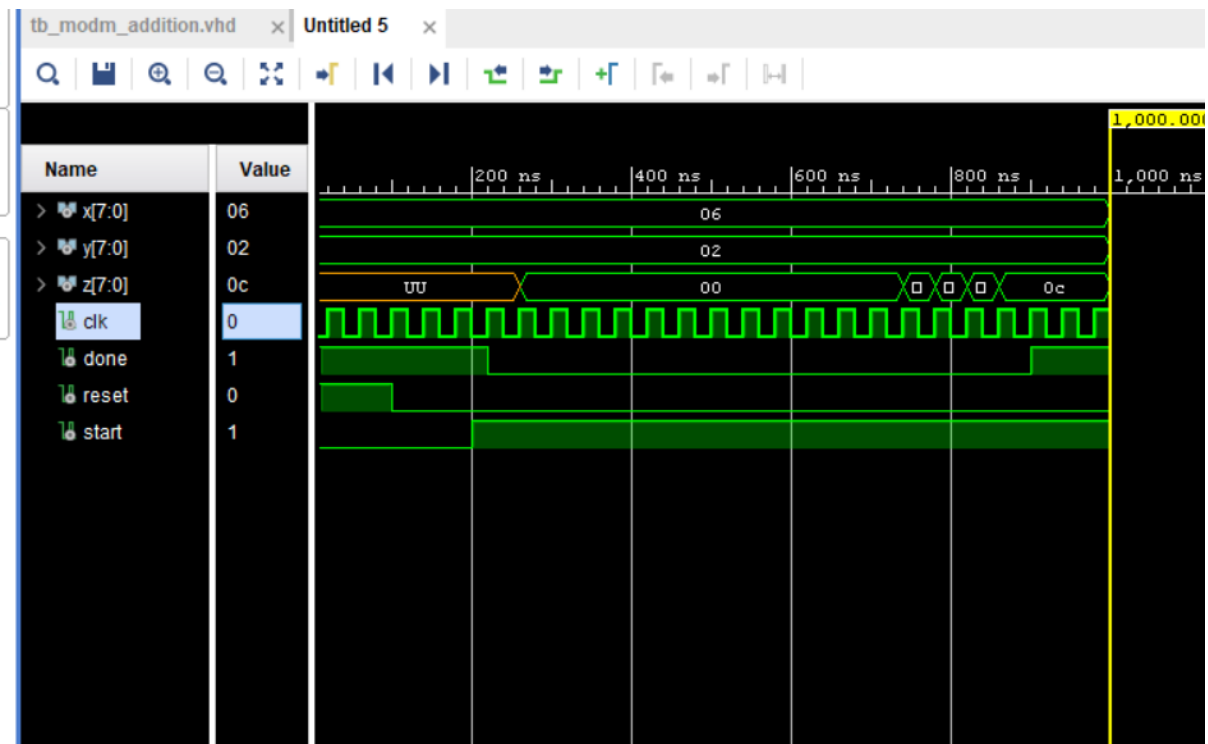 tb_modm_addition.vhd × Untitled 5 ×
1,000.000
Name Value
200 ns 400 ns 600 ns 800 ns 1,000 ns
x[7:0] 06 06
y[7:0] 02 02
z[7:0] 0c UU 00 0c
clk 0
done 1
reset 0
start 1